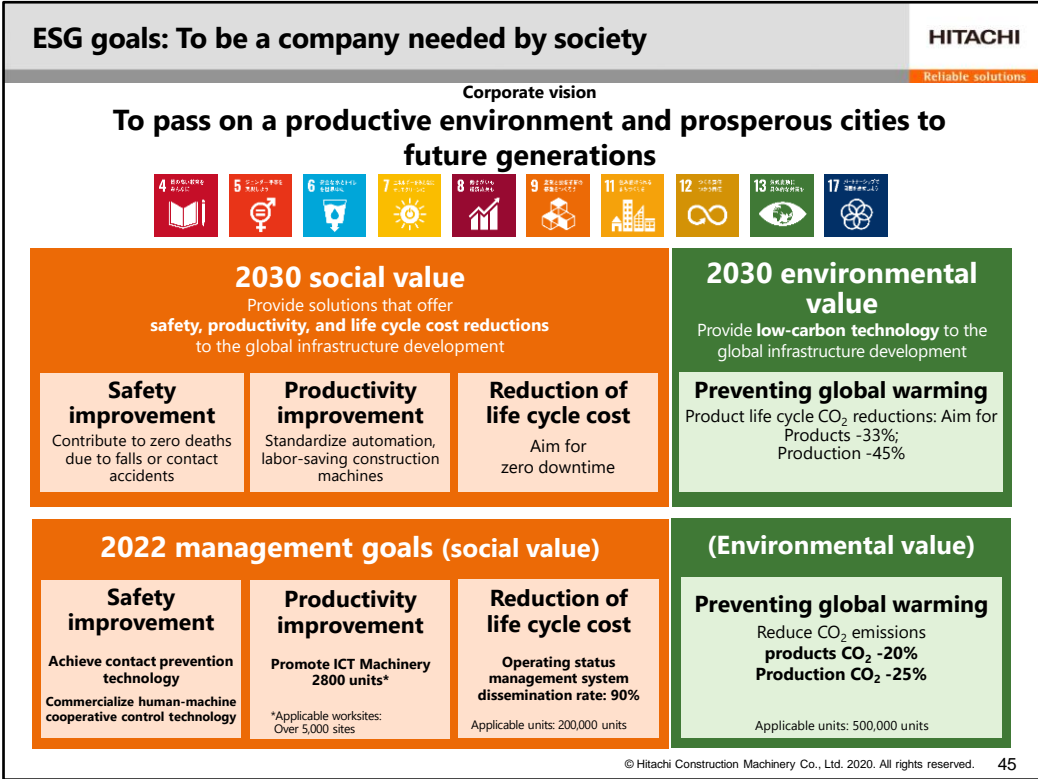 ESG goals: To be a company needed by society
HITACHI
Reliable solutions
Corporate vision
To pass on a productive environment and prosperous cities to
future generations
4
5
6
7
8
9
11
12
13
17
2030 social value
Provide solutions that offer
safety, productivity, and life cycle cost reductions
to the global infrastructure development
Safety
improvement
Contribute to zero deaths
due to falls or contact
accidents
Productivity
improvement
Standardize automation,
labor-saving construction
machines
Reduction of
life cycle cost
Aim for
zero downtime
2030 environmental
value
Provide low-carbon technology to the
global infrastructure development
Preventing global warming
Product life cycle CO₂ reductions: Aim for
Products -33%;
Production -45%
2022 management goals (social value)
Safety
improvement
Achieve contact prevention
technology
Commercialize human-machine
cooperative control technology
Productivity
improvement
Promote ICT Machinery
2800 units*
*Applicable worksites:
Over 5,000 sites
Reduction of
life cycle cost
Operating status
management system
dissemination rate: 90%
Applicable units: 200,000 units
(Environmental value)
Preventing global warming
Reduce CO₂ emissions
products CO₂ -20%
Production CO₂ -25%
Applicable units: 500,000 units
© Hitachi Construction Machinery Co., Ltd. 2020. All rights reserved.
45